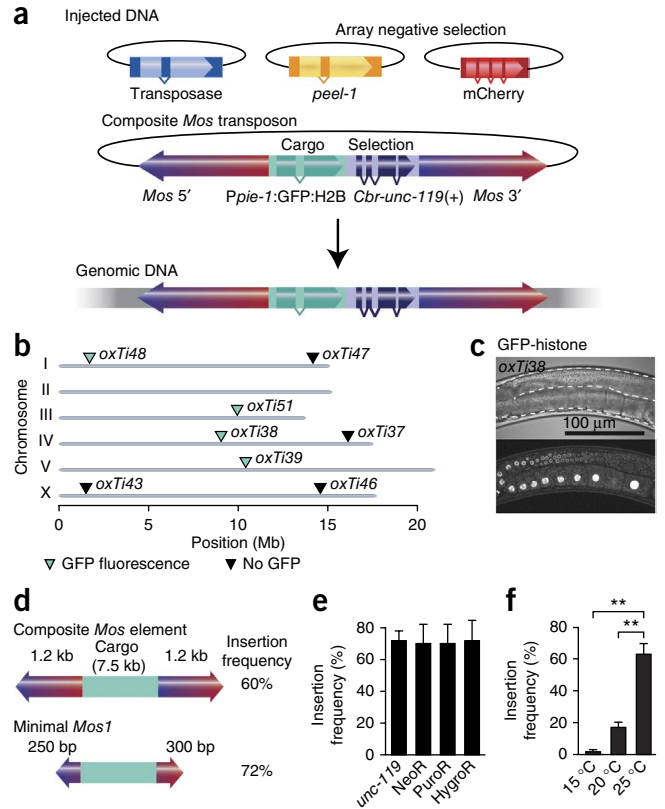 a
Injected DNA
Array negative selection
Transposase
peel-1
mCherry
Composite Mos transposon
Cargo
Selection
Mos 5′
Ppie-1:GFP:H2B
Cbr-unc-119(+)
Mos 3′
Genomic DNA
b
Chromosome
I
oxTi48
oxTi47
II
III
oxTi51
IV
oxTi38
oxTi37
V
oxTi39
X
oxTi43
oxTi46
0 5 10 15 20
Position (Mb)
GFP fluorescence
No GFP
c
GFP-histone
oxTi38
100 μm
d
Composite Mos element
1.2 kb
Cargo
(7.5 kb)
1.2 kb
Insertion
frequency
60%
Minimal Mos1
250 bp
300 bp
72%
e
Insertion
frequency (%)
80
60
40
20
0
unc-119
NeoR
PuroR
HygroR
f
Insertion
frequency (%)
80
60
40
20
0
**
**
15 °C
20 °C
25 °C